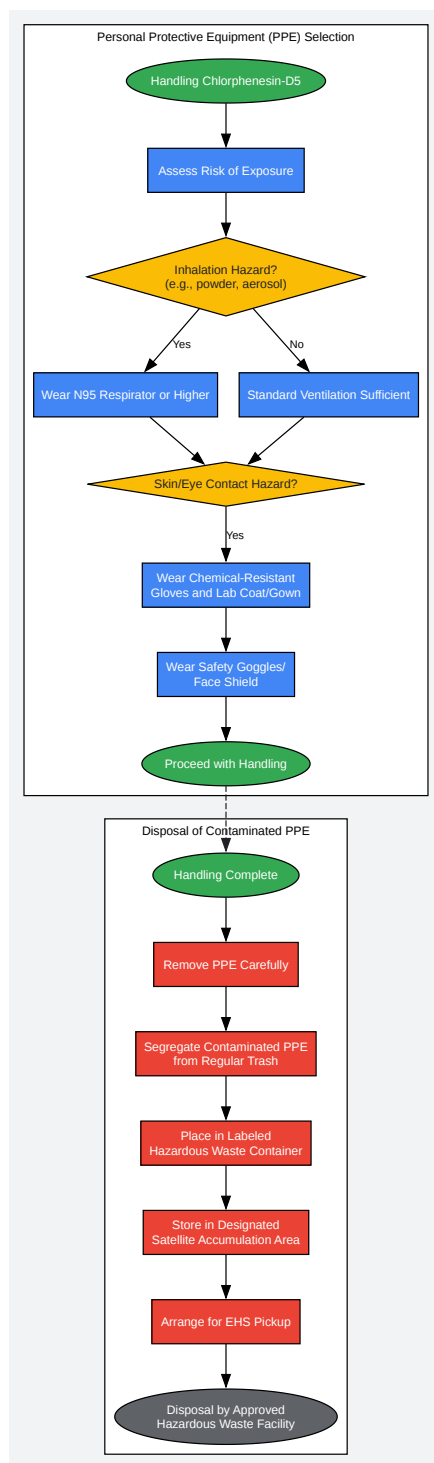 Personal Protective Equipment (PPE) Selection
Handling Chlorphenesin-D5
Assess Risk of Exposure
Inhalation Hazard?
(e.g., powder, aerosol)
Yes
No
Wear N95 Respirator or Higher
Standard Ventilation Sufficient
Skin/Eye Contact Hazard?
Yes
Wear Chemical-Resistant
Gloves and Lab Coat/Gown
Wear Safety Goggles/
Face Shield
Proceed with Handling
Disposal of Contaminated PPE
Handling Complete
Remove PPE Carefully
Segregate Contaminated PPE
from Regular Trash
Place in Labeled
Hazardous Waste Container
Store in Designated
Satellite Accumulation Area
Arrange for EHS Pickup
Disposal by Approved
Hazardous Waste Facility